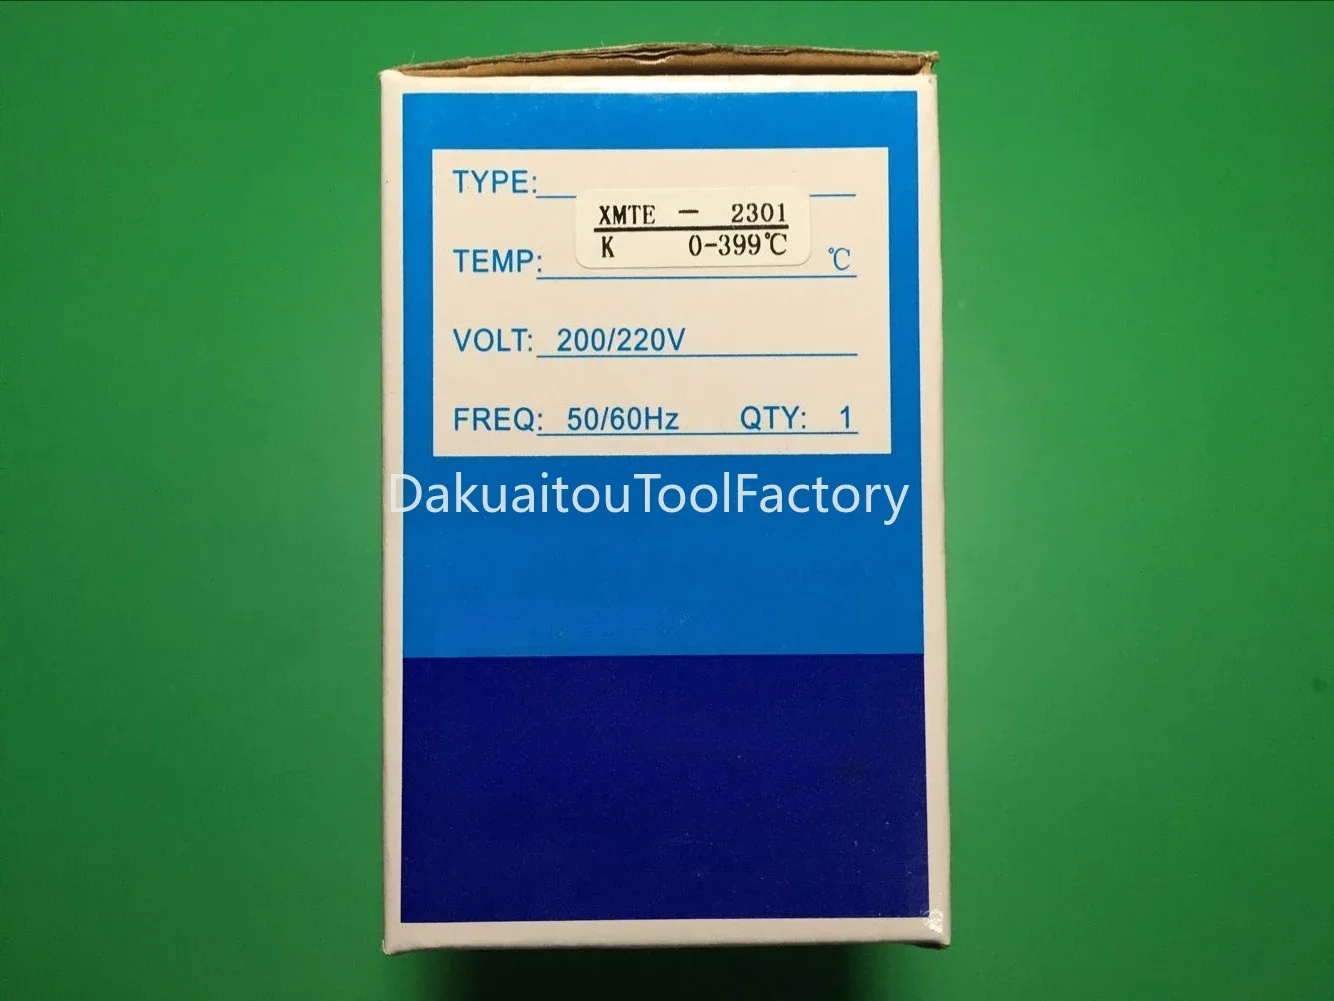 TYPE:
XMTE - 2301
K 0-399℃
TEMP: ℃
VOLT: 200/220V
FREQ: 50/60Hz QTY: 1
DakuaitouToolFactory